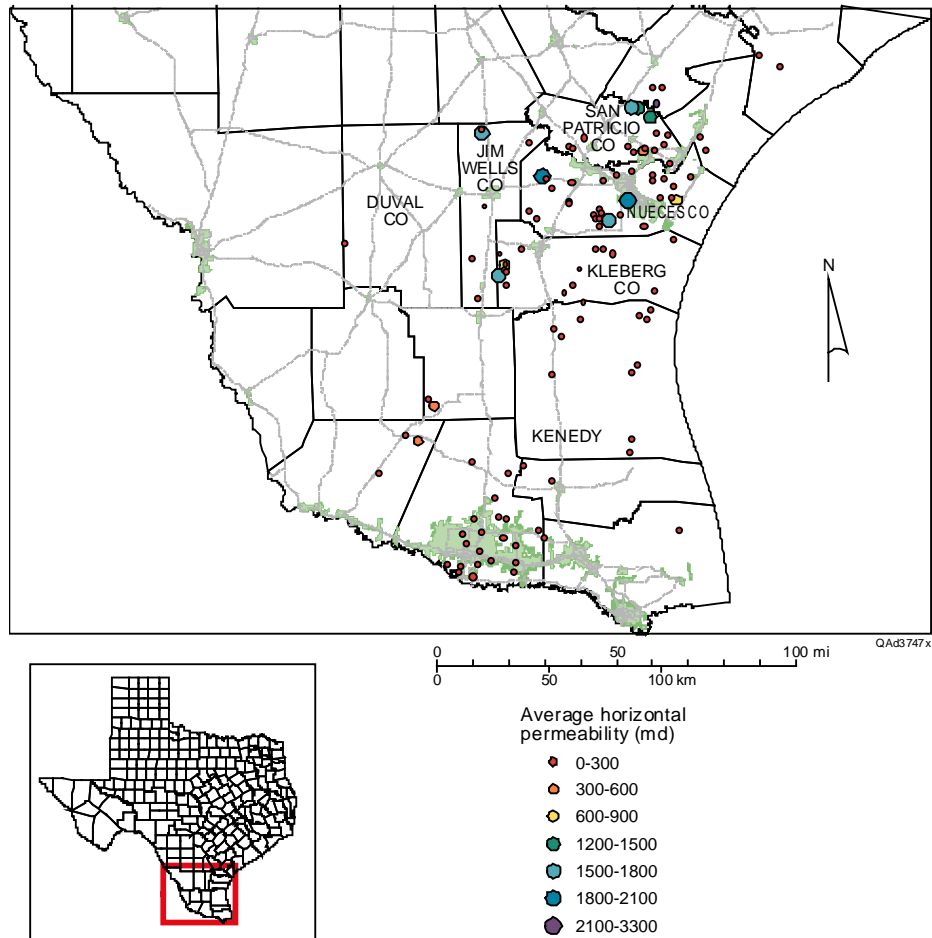 SAN
PATRICIO
CO
JIM
WELLS
CO
DUVAL
CO
NUECES CO
KLEBERG
CO
N
KENEDY
QAd3747x
0 50 100 mi
0 50 100 km
Average horizontal
permeability (md)
0-300
300-600
600-900
1200-1500
1500-1800
1800-2100
2100-3300